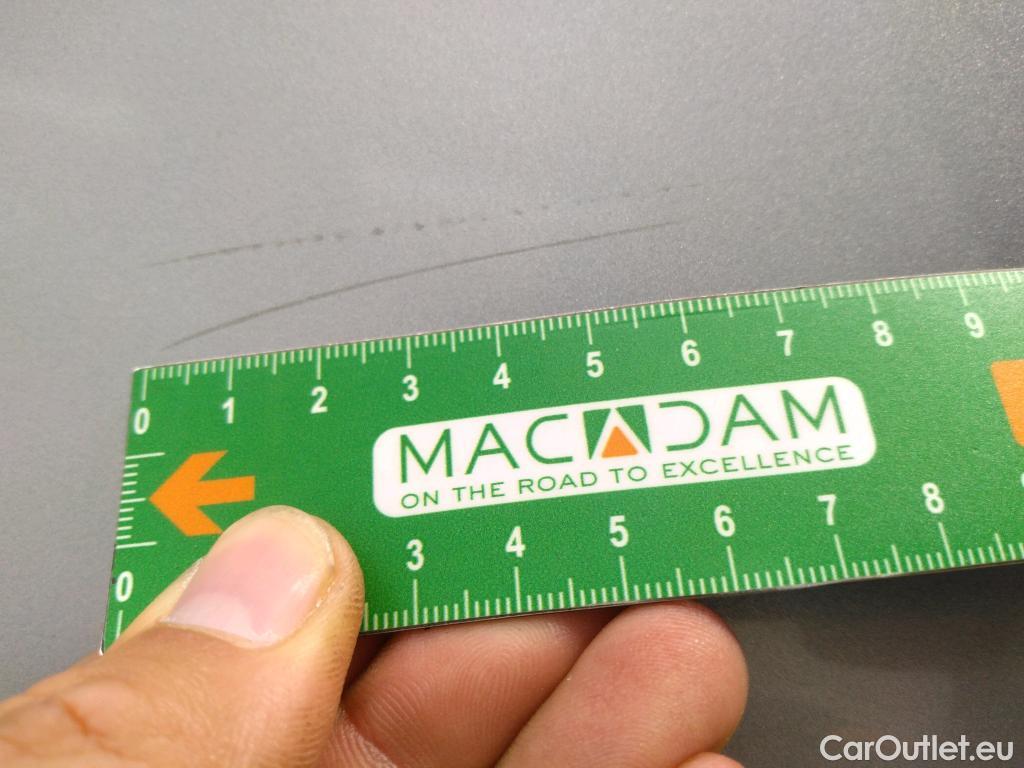 0 1 2 3 4 5 6 7 8 9
MACADAM
ON THE ROAD TO EXCELLENCE
0 3 4 5 6 7 8
CarOutlet.eu